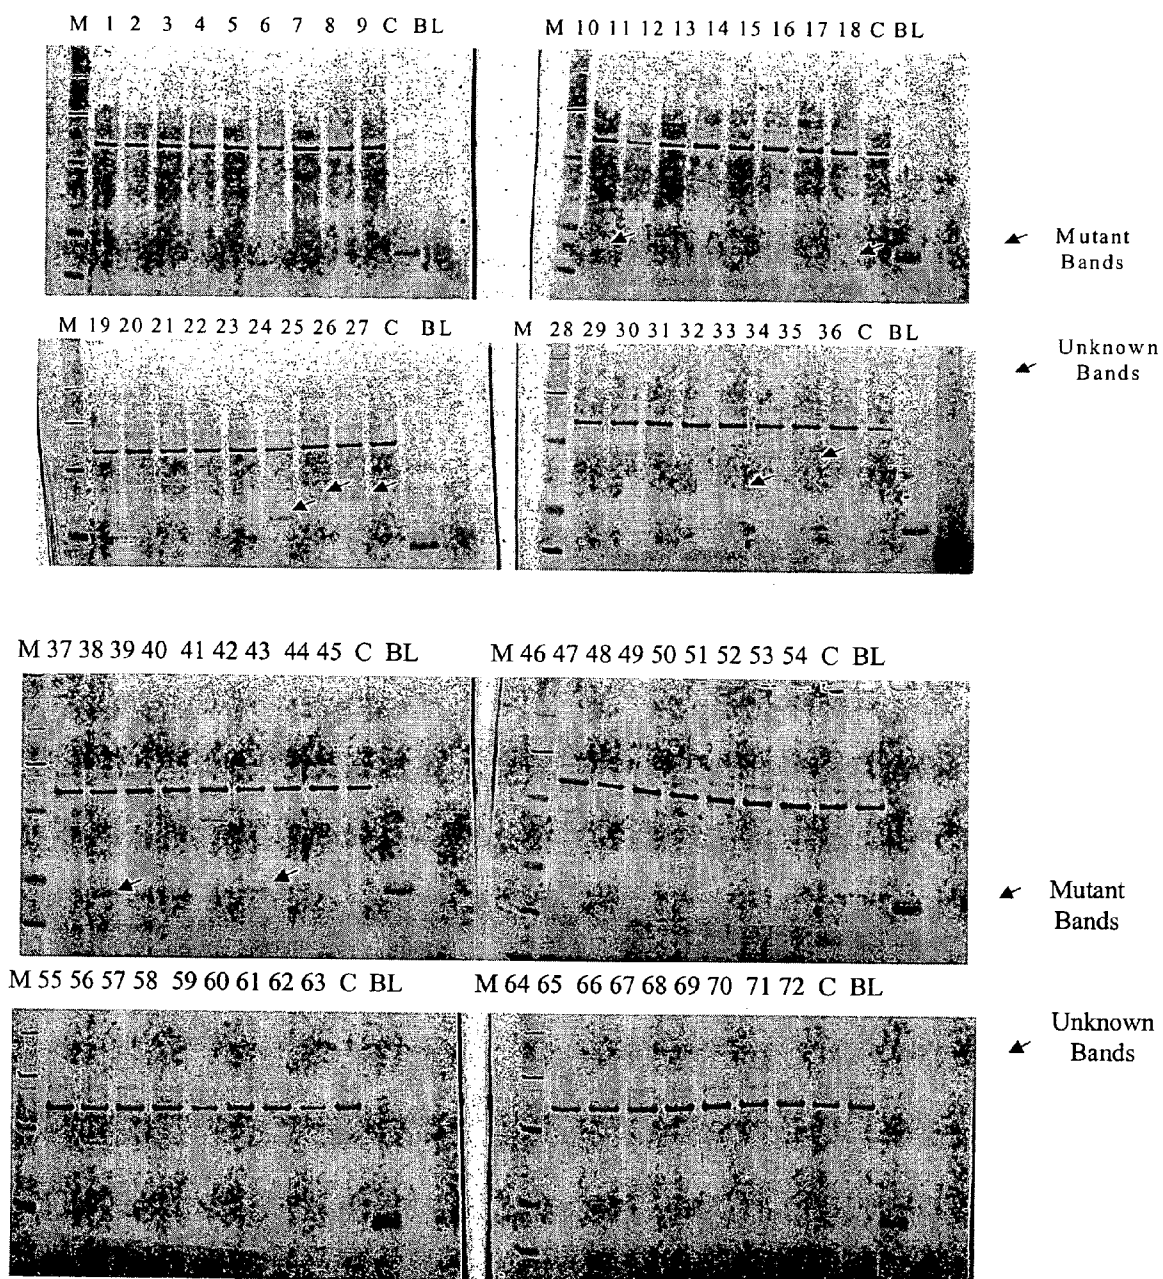 M 1 2 3 4 5 6 7 8 9 C BL
M 10 11 12 13 14 15 16 17 18 C BL
Mutant
Bands
M 19 20 21 22 23 24 25 26 27 C BL
M 28 29 30 31 32 33 34 35 36 C BL
Unknown
Bands
M 37 38 39 40 41 42 43 44 45 C BL
M 46 47 48 49 50 51 52 53 54 C BL
Mutant
Bands
M 55 56 57 58 59 60 61 62 63 C BL
M 64 65 66 67 68 69 70 71 72 C BL
Unknown
Bands